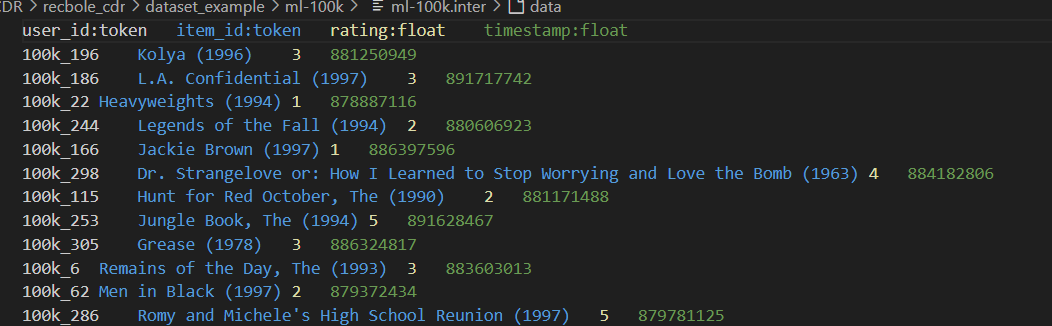 CDR > recbole_cdr > dataset_example > ml-100k > ml-100k.inter > data
user_id:token item_id:token rating:float timestamp:float
100k_196 Kolya (1996) 3 881250949
100k_186 L.A. Confidential (1997) 3 891717742
100k_22 Heavyweights (1994) 1 878887116
100k_244 Legends of the Fall (1994) 2 880606923
100k_166 Jackie Brown (1997) 1 886397596
100k_298 Dr. Strangelove or: How I Learned to Stop Worrying and Love the Bomb (1963) 4 884182806
100k_115 Hunt for Red October, The (1990) 2 881171488
100k_253 Jungle Book, The (1994) 5 891628467
100k_305 Grease (1978) 3 886324817
100k_6 Remains of the Day, The (1993) 3 883603013
100k_62 Men in Black (1997) 2 879372434
100k_286 Romy and Michele's High School Reunion (1997) 5 879781125